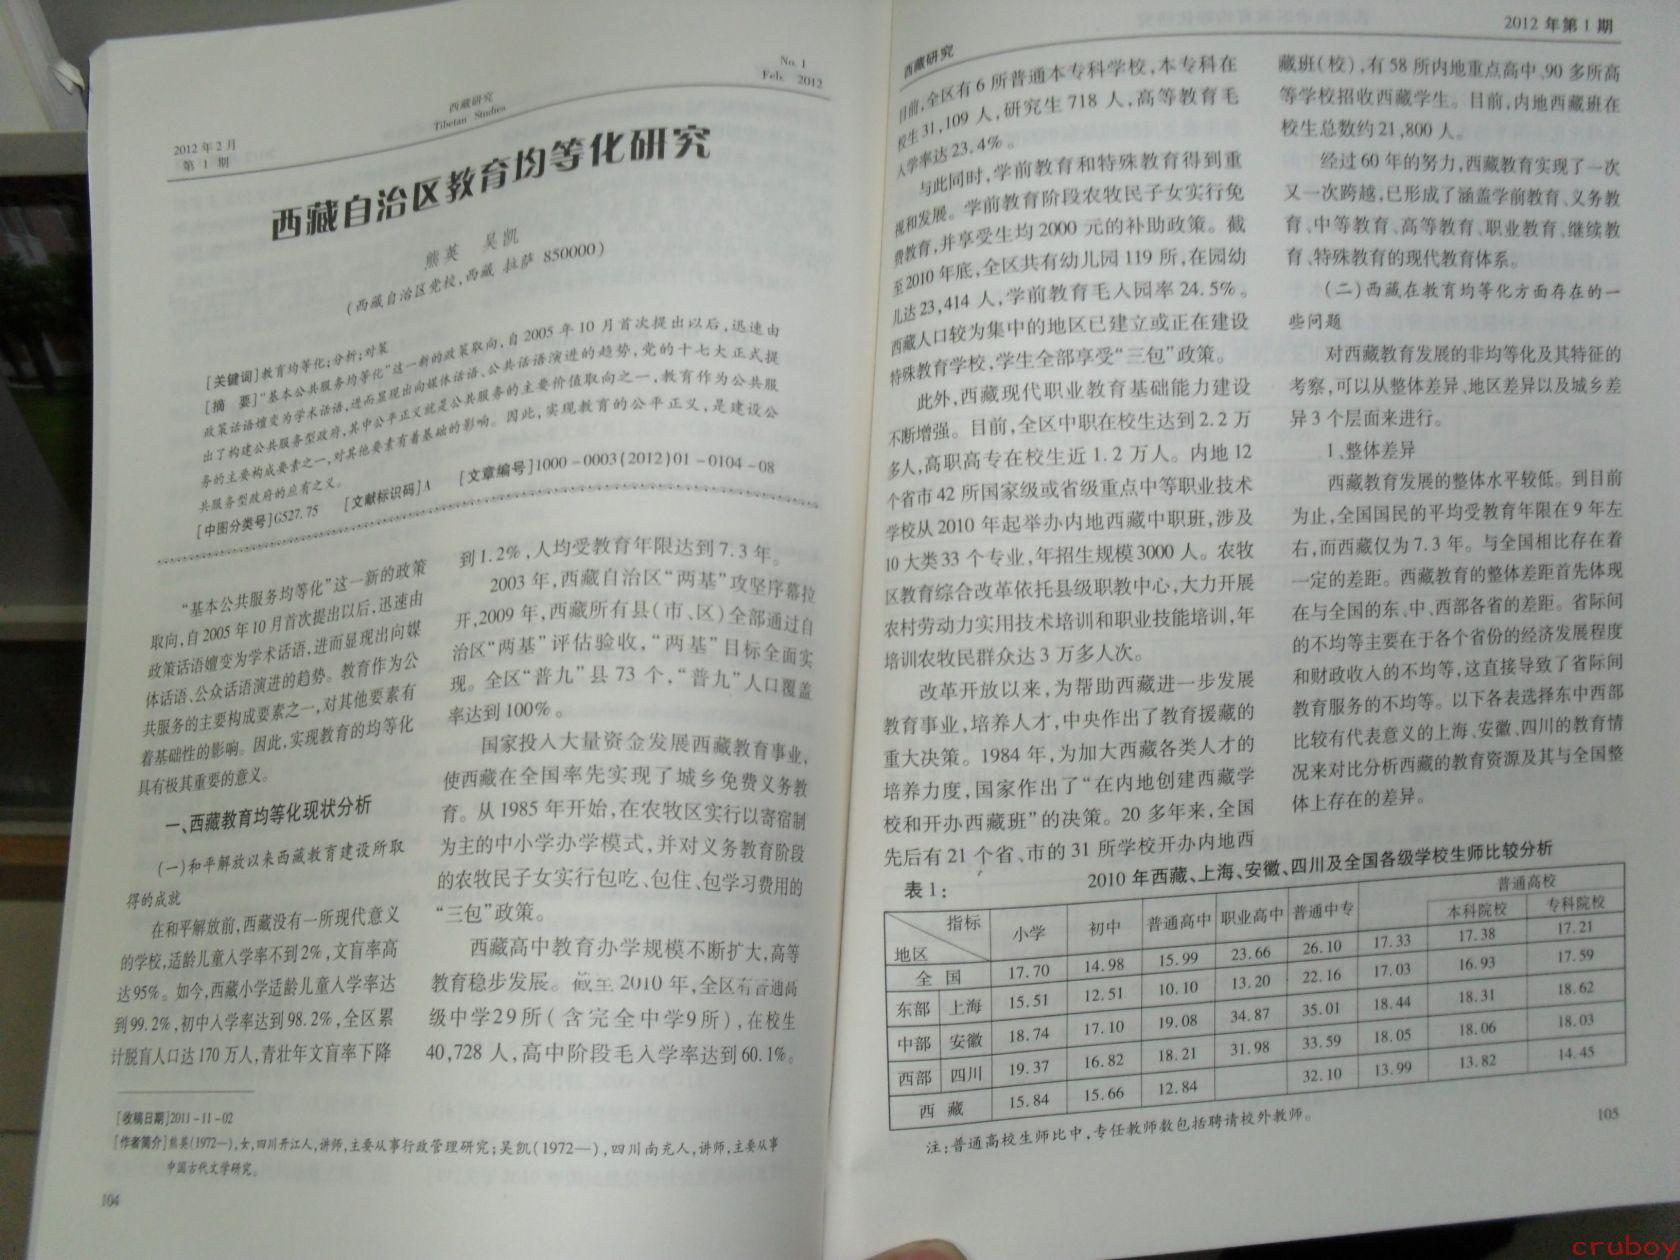 2012年2月
第1期
西藏研究
Tibetan Studies
No.1
Feb. 2012
西藏自治区教育均等化研究
熊英 吴凯
(西藏自治区党校,西藏 拉萨 850000)
[关键词]教育均等化;分析;对策
[摘 要]“基本公共服务均等化”这一新的政策取向,自2005年10月首次提出以后,迅速由
政策话语嬗变为学术话语,进而显现出向媒体话语、公共话语演进的趋势,党的十七大正式提
出了构建公共服务型政府,其中公平正义就是公共服务的主要价值取向之一,教育作为公共服
务的主要构成要素之一,对其他要素有着基础的影响。因此,实现教育的公平正义,是建设公
共服务型政府的应有之义。
[中图分类号]G527.75 [文献标识码]A [文章编号]1000-0003(2012)01-0104-08
“基本公共服务均等化”这一新的政策
取向,自2005年10月首次提出以后,迅速由
政策话语嬗变为学术话语,进而显现出向媒
体话语、公众话语演进的趋势。教育作为公
共服务的主要构成要素之一,对其他要素有
着基础性的影响。因此,实现教育的均等化
具有极其重要的意义。
一、西藏教育均等化现状分析
(一)和平解放以来西藏教育建设所取
得的成就
在和平解放前,西藏没有一所现代意义
的学校,适龄儿童入学率不到2%,文盲率高
达95%。如今,西藏小学适龄儿童入学率达
到99.2%,初中入学率达到98.2%,全区累
计脱盲人口达170万人,青壮年文盲率下降
[收稿日期]2011-11-02
[作者简介]熊英(1972—),女,四川开江人,讲师,主要从事行政管理研究;吴凯(1972—),四川南充人,讲师,主要从事
中国古代文学研究。
104
到1.2%,人均受教育年限达到7.3年。
2003年,西藏自治区“两基”攻坚序幕拉
开,2009年,西藏所有县(市、区)全部通过自
治区“两基”评估验收,“两基”目标全面实
现。全区“普九”县73个,“普九”人口覆盖
率达到100%。
国家投入大量资金发展西藏教育事业,
使西藏在全国率先实现了城乡免费义务教
育。从1985年开始,在农牧区实行以寄宿制
为主的中小学办学模式,并对义务教育阶段
的农牧民子女实行包吃、包住、包学习费用的
“三包”政策。
西藏高中教育办学规模不断扩大,高等
教育稳步发展。截至2010年,全区有普通高
级中学29所(含完全中学9所),在校生
40,728人,高中阶段毛入学率达到60.1%。
西藏研究
2012年第1期
目前,全区有6所普通本专科学校,本专科在
校生31,109人,研究生718人,高等教育毛
入学率达23.4%。
与此同时,学前教育和特殊教育得到重
视和发展。学前教育阶段农牧民子女实行免
费教育,并享受生均2000元的补助政策。截
至2010年底,全区共有幼儿园119所,在园幼
儿达23,414人,学前教育毛入园率24.5%。
西藏人口较为集中的地区已建立或正在建设
特殊教育学校,学生全部享受“三包”政策。
此外,西藏现代职业教育基础能力建设
不断增强。目前,全区中职在校生达到2.2万
多人,高职高专在校生近1.2万人。内地12
个省市42所国家级或省级重点中等职业技术
学校从2010年起举办内地西藏中职班,涉及
10大类33个专业,年招生规模3000人。农牧
区教育综合改革依托县级职教中心,大力开展
农村劳动力实用技术培训和职业技能培训,年
培训农牧民群众达3万多人次。
改革开放以来,为帮助西藏进一步发展
教育事业,培养人才,中央作出了教育援藏的
重大决策。1984年,为加大西藏各类人才的
培养力度,国家作出了“在内地创建西藏学
校和开办西藏班”的决策。20多年来,全国
先后有21个省、市的31所学校开办内地西
藏班(校),有58所内地重点高中、90多所高
等学校招收西藏学生。目前,内地西藏班在
校生总数约21,800人。
经过60年的努力,西藏教育实现了一次
又一次跨越,已形成了涵盖学前教育、义务教
育、中等教育、高等教育、职业教育、继续教
育、特殊教育的现代教育体系。
(二)西藏在教育均等化方面存在的一
些问题
对西藏教育发展的非均等化及其特征的
考察,可以从整体差异、地区差异以及城乡差
异3个层面来进行。
1、整体差异
西藏教育发展的整体水平较低。到目前
为止,全国国民的平均受教育年限在9年左
右,而西藏仅为7.3年。与全国相比存在着
一定的差距。西藏教育的整体差距首先体现
在与全国的东、中、西部各省的差距。省际间
的不均等主要在于各个省份的经济发展程度
和财政收入的不均等,这直接导致了省际间
教育服务的不均等。以下各表选择东中西部
比较有代表意义的上海、安徽、四川的教育情
况来对比分析西藏的教育资源及其与全国整
体上存在的差异。
表1: 2010年西藏、上海、安徽、四川及全国各级学校生师比较分析
指标 地区 小学 初中 普通高中 职业高中 普通中专 普通高校 本科院校 专科院校
全国 17.70 14.98 15.99 23.66 26.10 17.33 17.38 17.21
东部 上海 15.51 12.51 10.10 13.20 22.16 17.03 16.93 17.59
中部 安徽 18.74 17.10 19.08 34.87 35.01 18.44 18.31 18.62
西部 四川 19.37 16.82 18.21 31.98 33.59 18.05 18.06 18.03
西藏 15.84 15.66 12.84 32.10 13.99 13.82 14.45
注:普通高校生师比中,专任教师数包括聘请校外教师。
105
cruboy